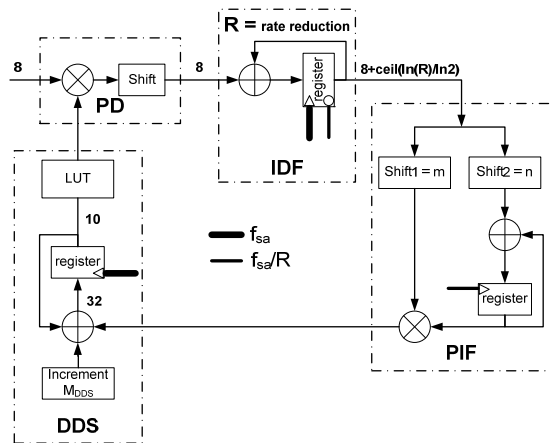 R = rate reduction
8
Shift
8
PD
register
8+ceil(ln(R)/ln2)
IDF
LUT
10
register
32
Increment
MDDS
DDS
fsa
fsa/R
Shift1 = m
Shift2 = n
register
PIF